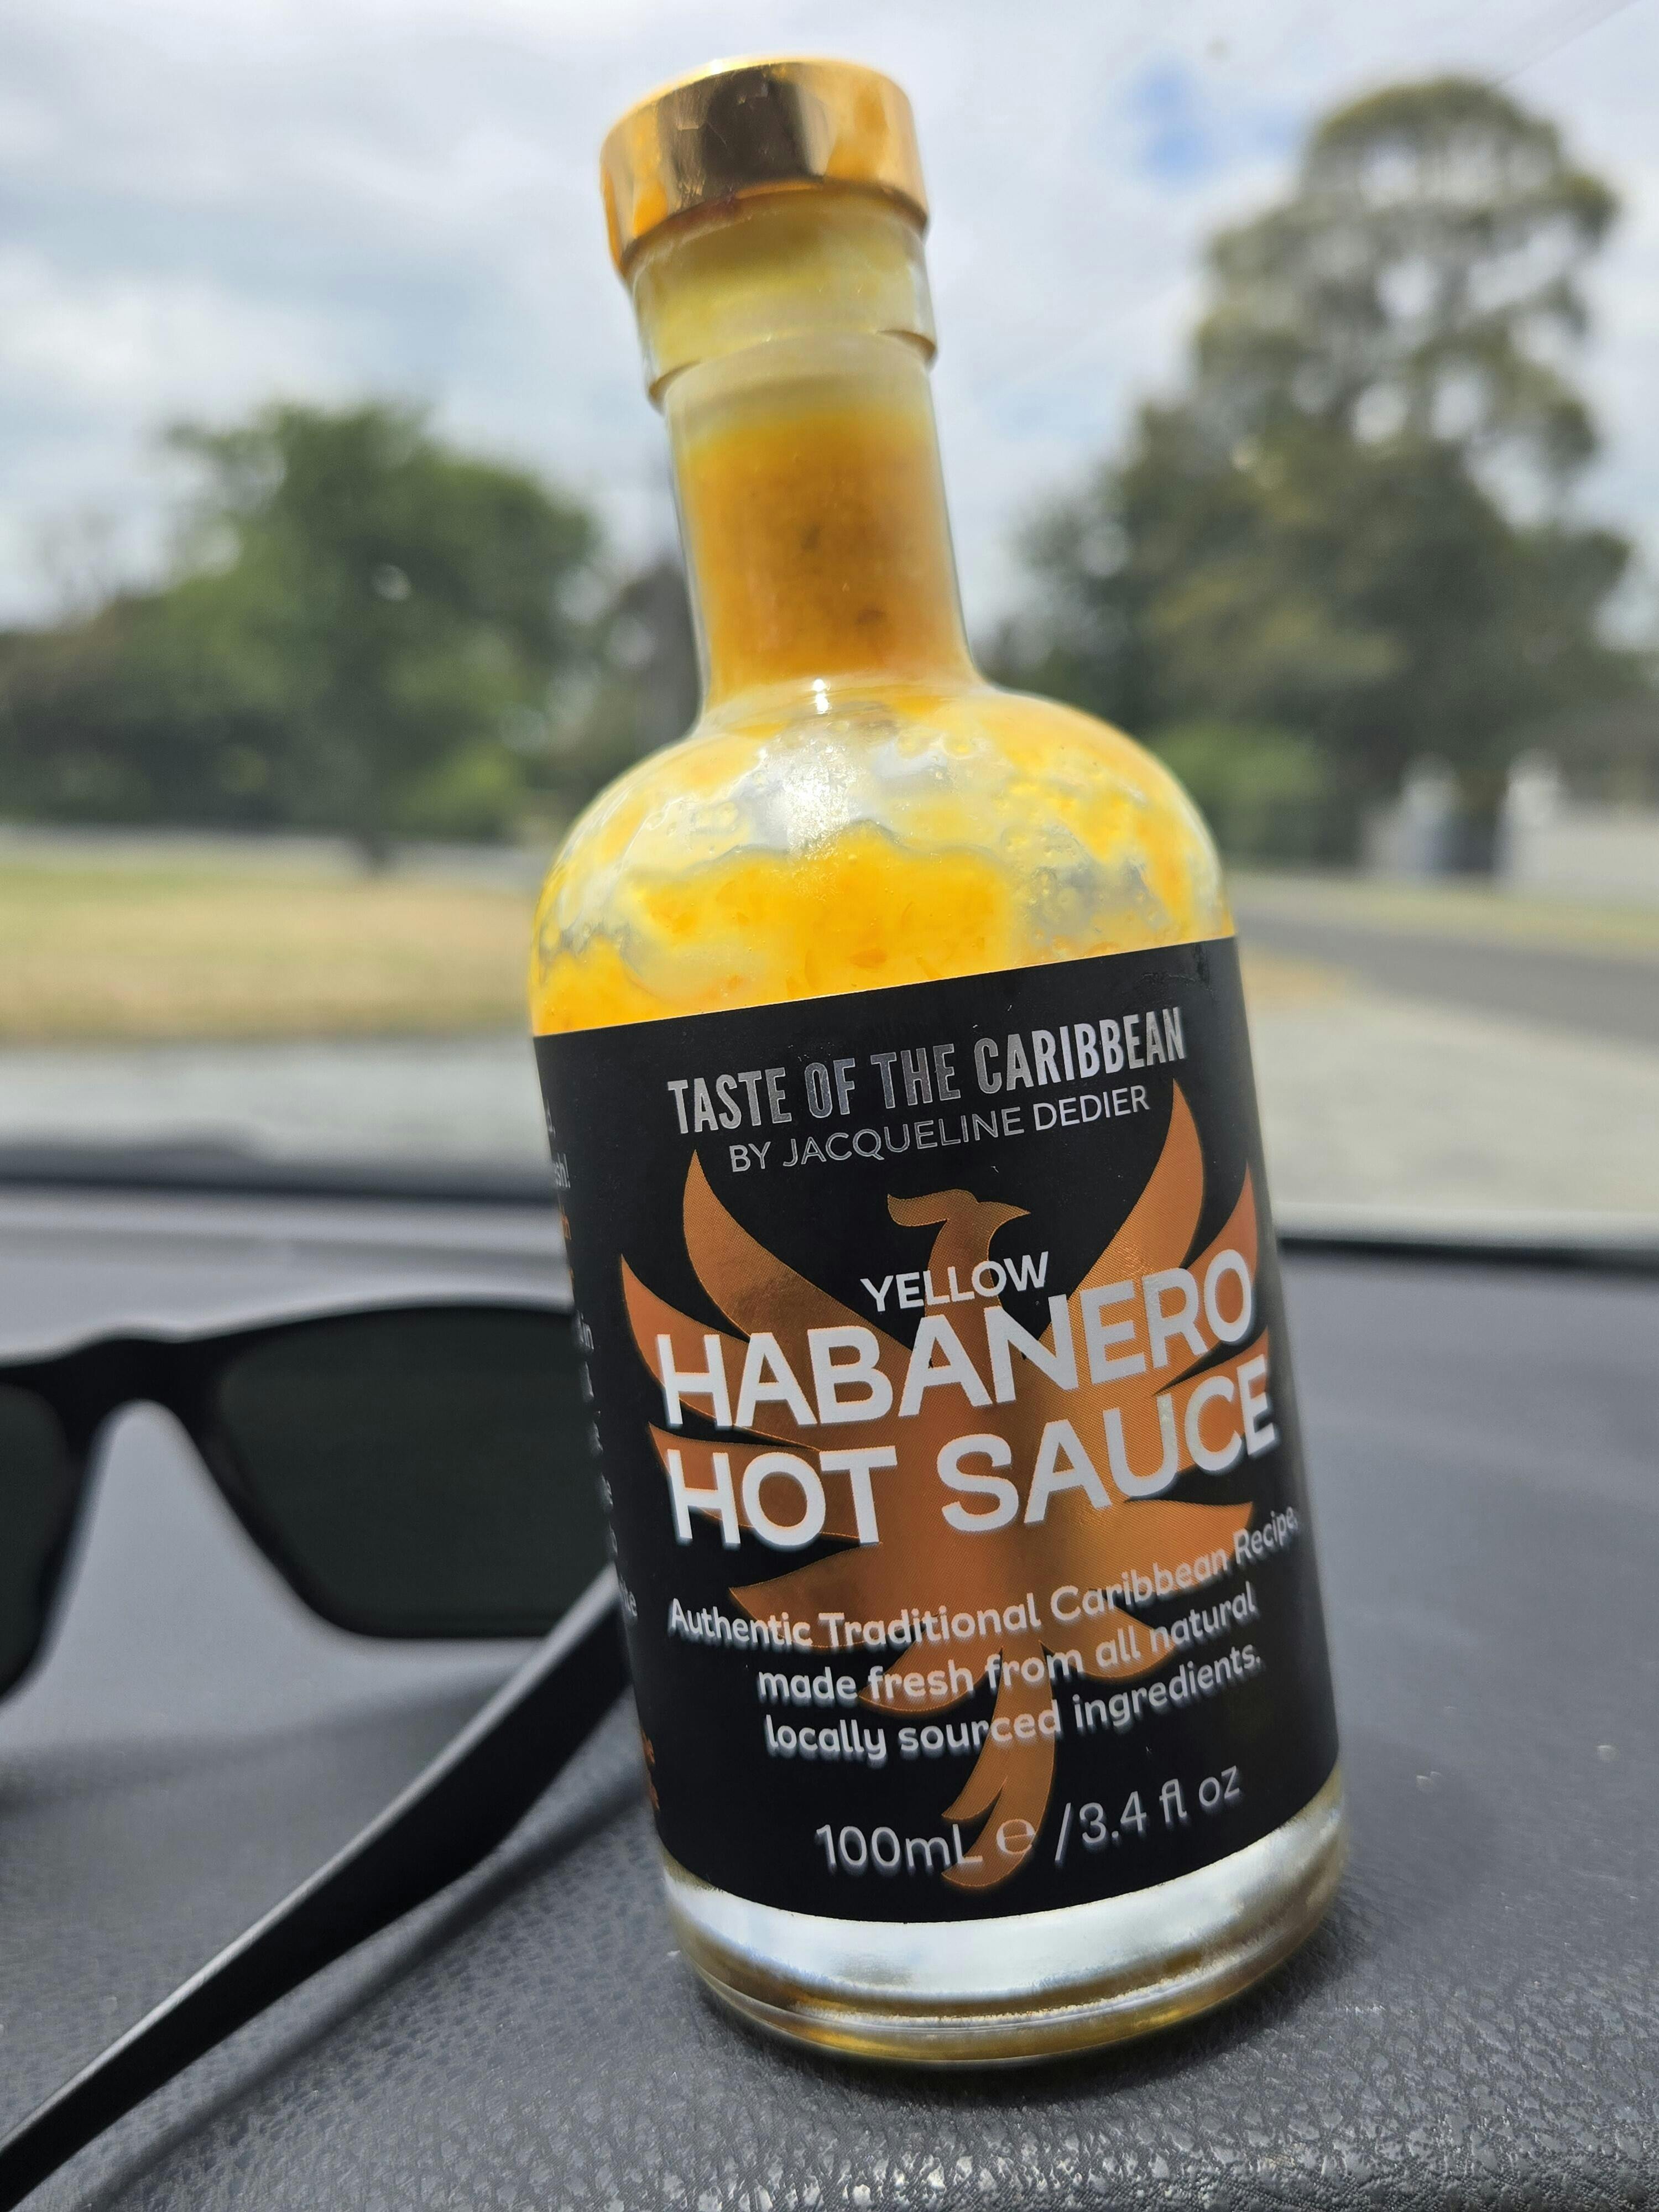 TASTE OF THE CARIBBEAN
BY JACQUELINE DEDIER
YELLOW
HABANERO
HOT SAUCE
Authentic Traditional Caribbean Recipe,
made fresh from all natural
locally sourced ingredients.
100mL ℮ /3.4 fl oz